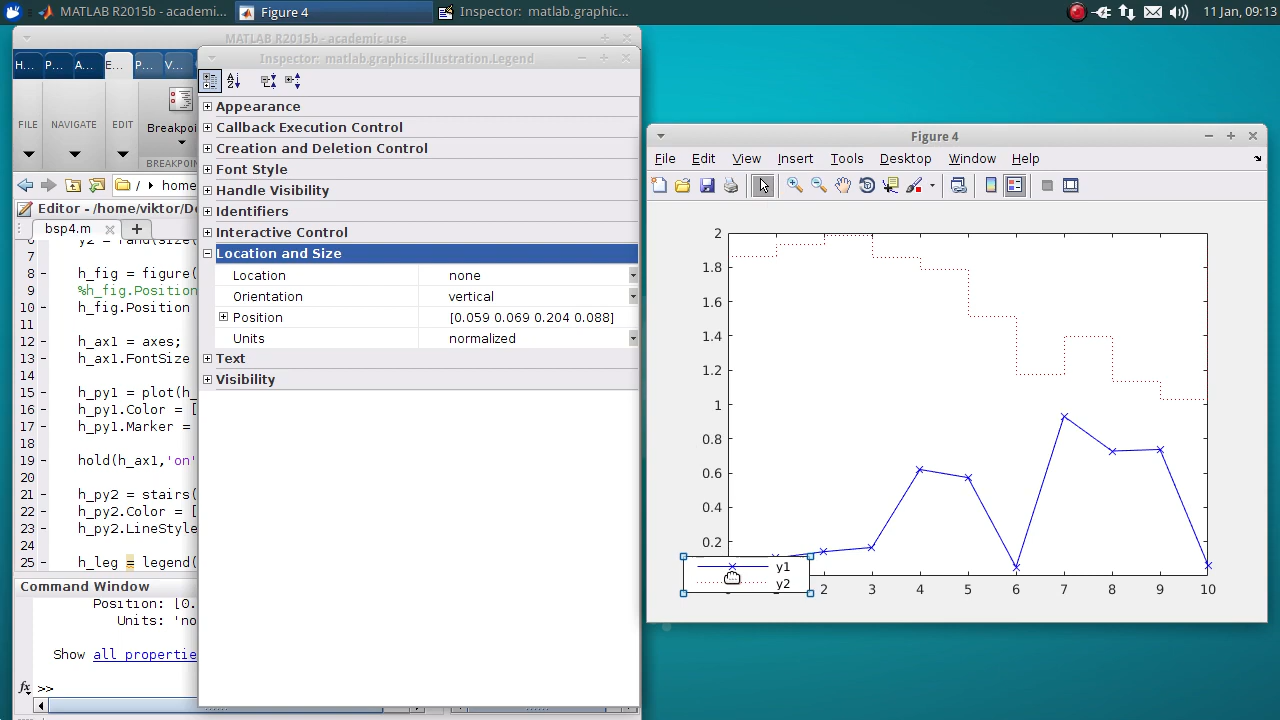 MATLAB R2015b - academi...
Figure 4
Inspector: matlab.graphic...
11 Jan, 09:13
MATLAB R2015b - academic use
H...
P...
A...
E...
P...
V...
FILE
NAVIGATE
EDIT
Breakpoi
BREAKPOIN
/
home
Editor - /home/viktor/D
bsp4.m
7
8 h_fig = figure(
9 %h_fig.Position
10 h_fig.Position
11
12 h_ax1 = axes;
13 h_ax1.FontSize
14
15 h_py1 = plot(h_
16 h_py1.Color = [
17 h_py1.Marker =
18
19 hold(h_ax1,'on'
20
21 h_py2 = stairs(
22 h_py2.Color = [
23 h_py2.LineStyle
24
25 h_leg = legend(
Command Window
Position: [0.
Units: 'no
Show all properti
fx >>
Inspector: matlab.graphics.illustration.Legend
Appearance
Callback Execution Control
Creation and Deletion Control
Font Style
Handle Visibility
Identifiers
Interactive Control
Location and Size
Location none
Orientation vertical
Position [0.059 0.069 0.204 0.088]
Units normalized
Text
Visibility
Figure 4
File Edit View Insert Tools Desktop Window Help
2
1.8
1.6
1.4
1.2
1
0.8
0.6
0.4
0.2
y1
y2
2 3 4 5 6 7 8 9 10